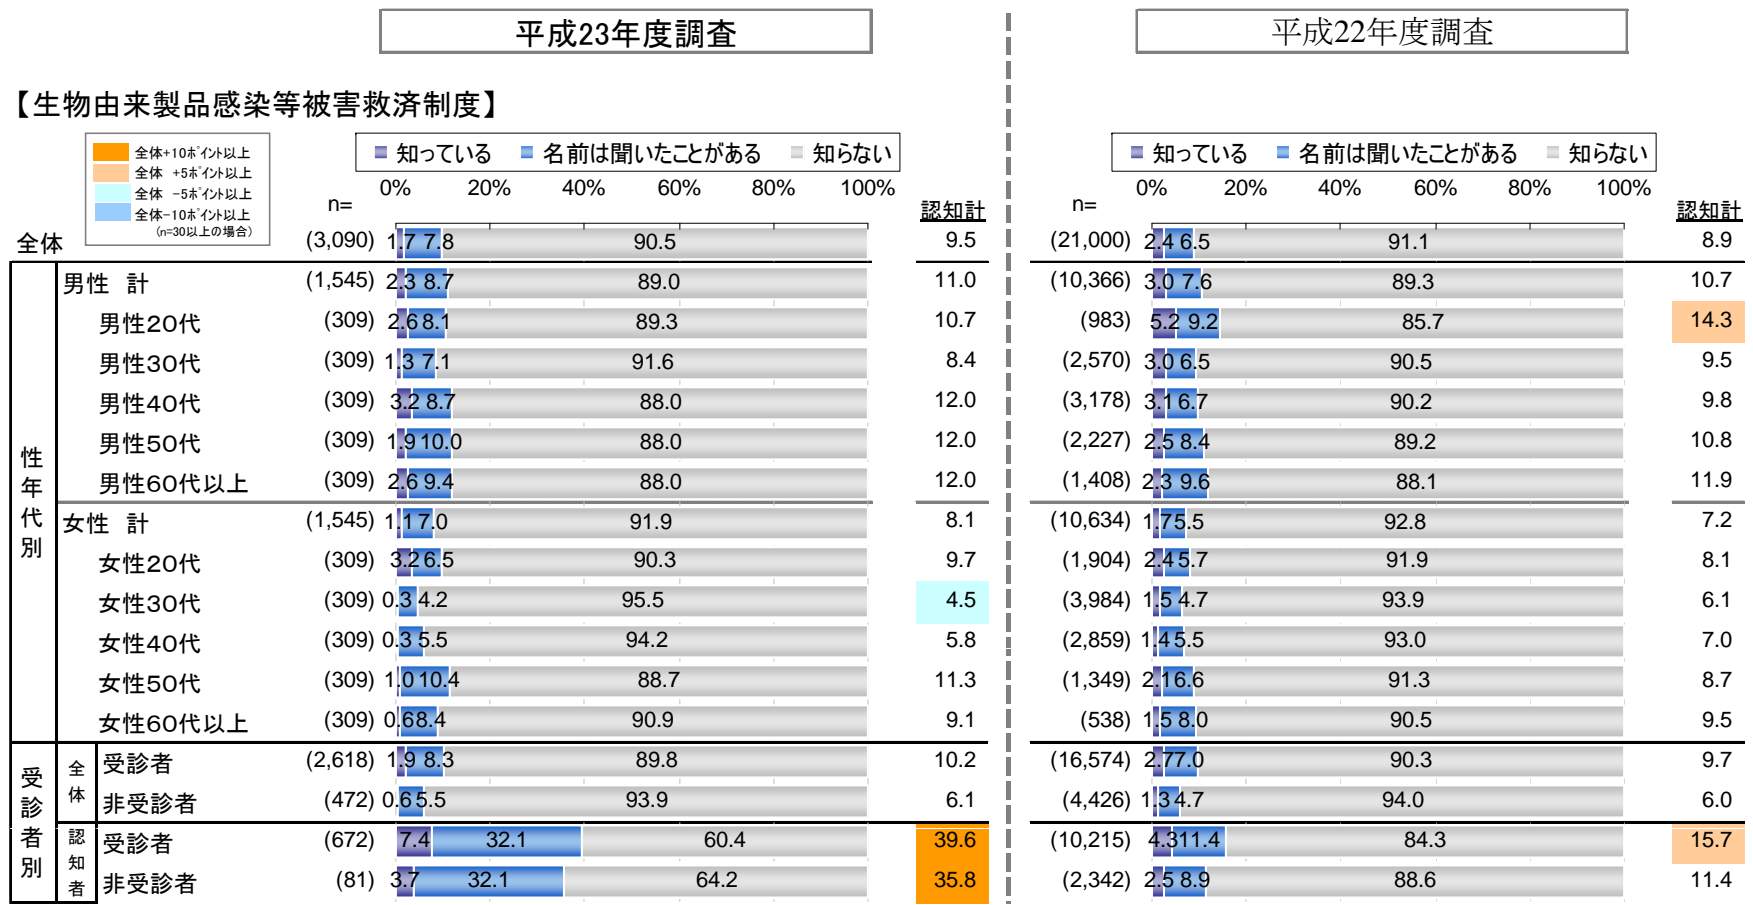 平成23年度調査
平成22年度調査
【生物由来製品感染等被害救済制度】
全体+10ポイント以上
全体 +5ポイント以上
全体 -5ポイント以上
全体-10ポイント以上
(n=30以上の場合)
知っている 名前は聞いたことがある 知らない
知っている 名前は聞いたことがある 知らない
0% 20% 40% 60% 80% 100%
0% 20% 40% 60% 80% 100%
n= 認知計 n= 認知計
全体 (3,090) 1.7 7.8 90.5 9.5 (21,000) 2.4 6.5 91.1 8.9
性年代別
男性 計 (1,545) 2.3 8.7 89.0 11.0 (10,366) 3.0 7.6 89.3 10.7
男性20代 (309) 2.6 8.1 89.3 10.7 (983) 5.2 9.2 85.7 14.3
男性30代 (309) 1.3 7.1 91.6 8.4 (2,570) 3.0 6.5 90.5 9.5
男性40代 (309) 3.2 8.7 88.0 12.0 (3,178) 3.1 6.7 90.2 9.8
男性50代 (309) 1.9 10.0 88.0 12.0 (2,227) 2.5 8.4 89.2 10.8
男性60代以上 (309) 2.6 9.4 88.0 12.0 (1,408) 2.3 9.6 88.1 11.9
女性 計 (1,545) 1.1 7.0 91.9 8.1 (10,634) 1.7 5.5 92.8 7.2
女性20代 (309) 3.2 6.5 90.3 9.7 (1,904) 2.4 5.7 91.9 8.1
女性30代 (309) 0.3 4.2 95.5 4.5 (3,984) 1.5 4.7 93.9 6.1
女性40代 (309) 0.3 5.5 94.2 5.8 (2,859) 1.4 5.5 93.0 7.0
女性50代 (309) 1.0 10.4 88.7 11.3 (1,349) 2.1 6.6 91.3 8.7
女性60代以上 (309) 0.6 8.4 90.9 9.1 (538) 1.5 8.0 90.5 9.5
受診者別
全体
受診者 (2,618) 1.9 8.3 89.8 10.2 (16,574) 2.7 7.0 90.3 9.7
非受診者 (472) 0.6 5.5 93.9 6.1 (4,426) 1.3 4.7 94.0 6.0
認知者
受診者 (672) 7.4 32.1 60.4 39.6 (10,215) 4.3 11.4 84.3 15.7
非受診者 (81) 3.7 32.1 64.2 35.8 (2,342) 2.5 8.9 88.6 11.4